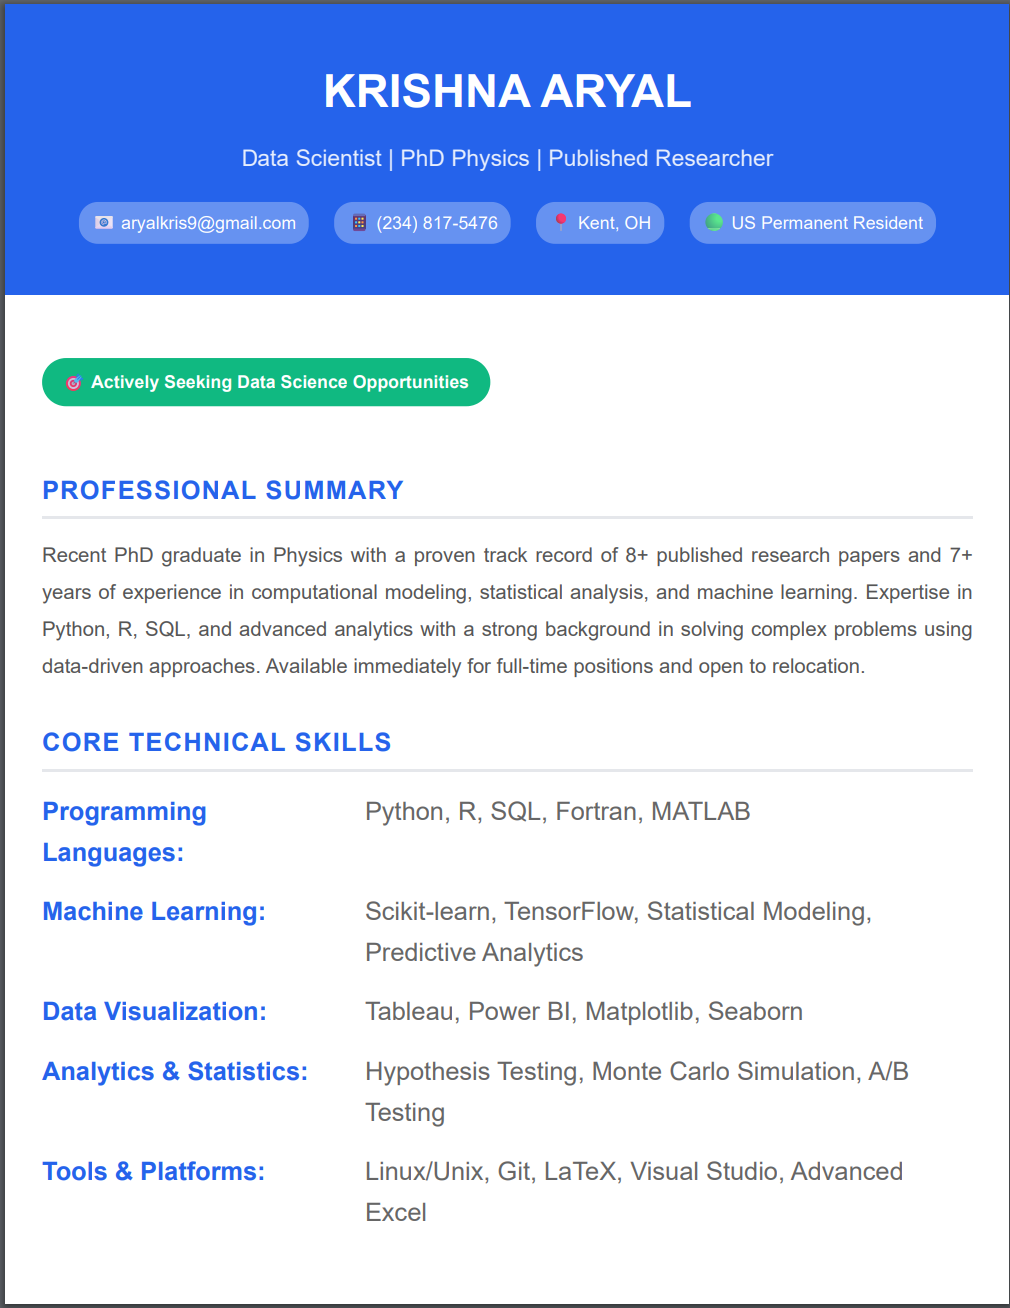 KRISHNA ARYAL
Data Scientist | PhD Physics | Published Researcher
aryalkris9@gmail.com (234) 817-5476 Kent, OH US Permanent Resident
Actively Seeking Data Science Opportunities
PROFESSIONAL SUMMARY
Recent PhD graduate in Physics with a proven track record of 8+ published research papers and 7+
years of experience in computational modeling, statistical analysis, and machine learning. Expertise in
Python, R, SQL, and advanced analytics with a strong background in solving complex problems using
data-driven approaches. Available immediately for full-time positions and open to relocation.
CORE TECHNICAL SKILLS
Programming Python, R, SQL, Fortran, MATLAB
Languages:
Machine Learning: Scikit-learn, TensorFlow, Statistical Modeling,
Predictive Analytics
Data Visualization: Tableau, Power BI, Matplotlib, Seaborn
Analytics & Statistics: Hypothesis Testing, Monte Carlo Simulation, A/B
Testing
Tools & Platforms: Linux/Unix, Git, LaTeX, Visual Studio, Advanced
Excel